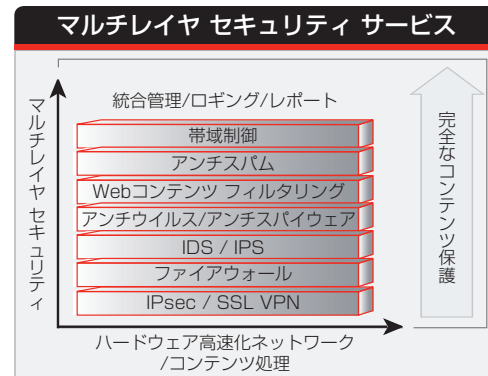 マルチレイヤ セキュリティ サービス
マルチレイヤ セキュリティ
統合管理/ロギング/レポート
帯域制御
アンチスパム
Webコンテンツ フィルタリング
アンチウイルス/アンチスパイウェア
IDS / IPS
ファイアウォール
IPsec / SSL VPN
完全なコンテンツ保護
ハードウェア高速化ネットワーク
/コンテンツ処理